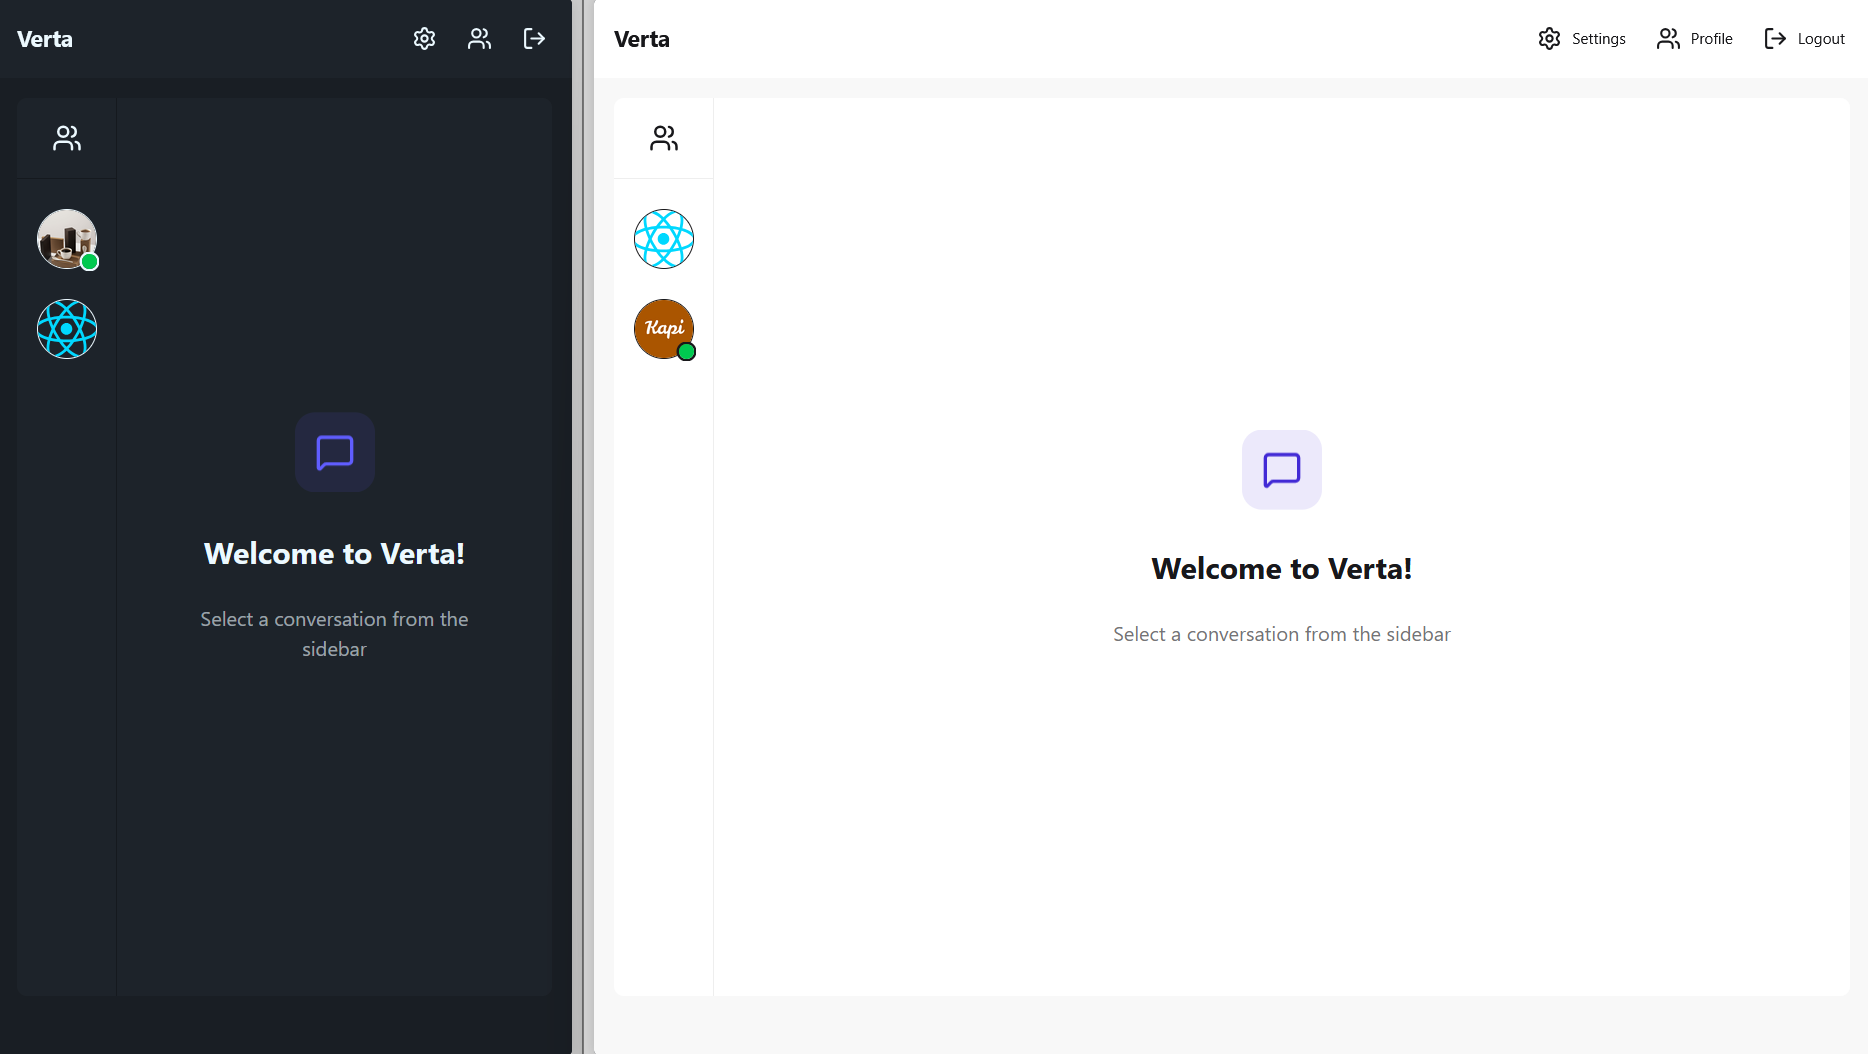 Verta
Welcome to Verta!
Select a conversation from the
sidebar
Verta
Settings
Profile
Logout
Kapi
Welcome to Verta!
Select a conversation from the sidebar